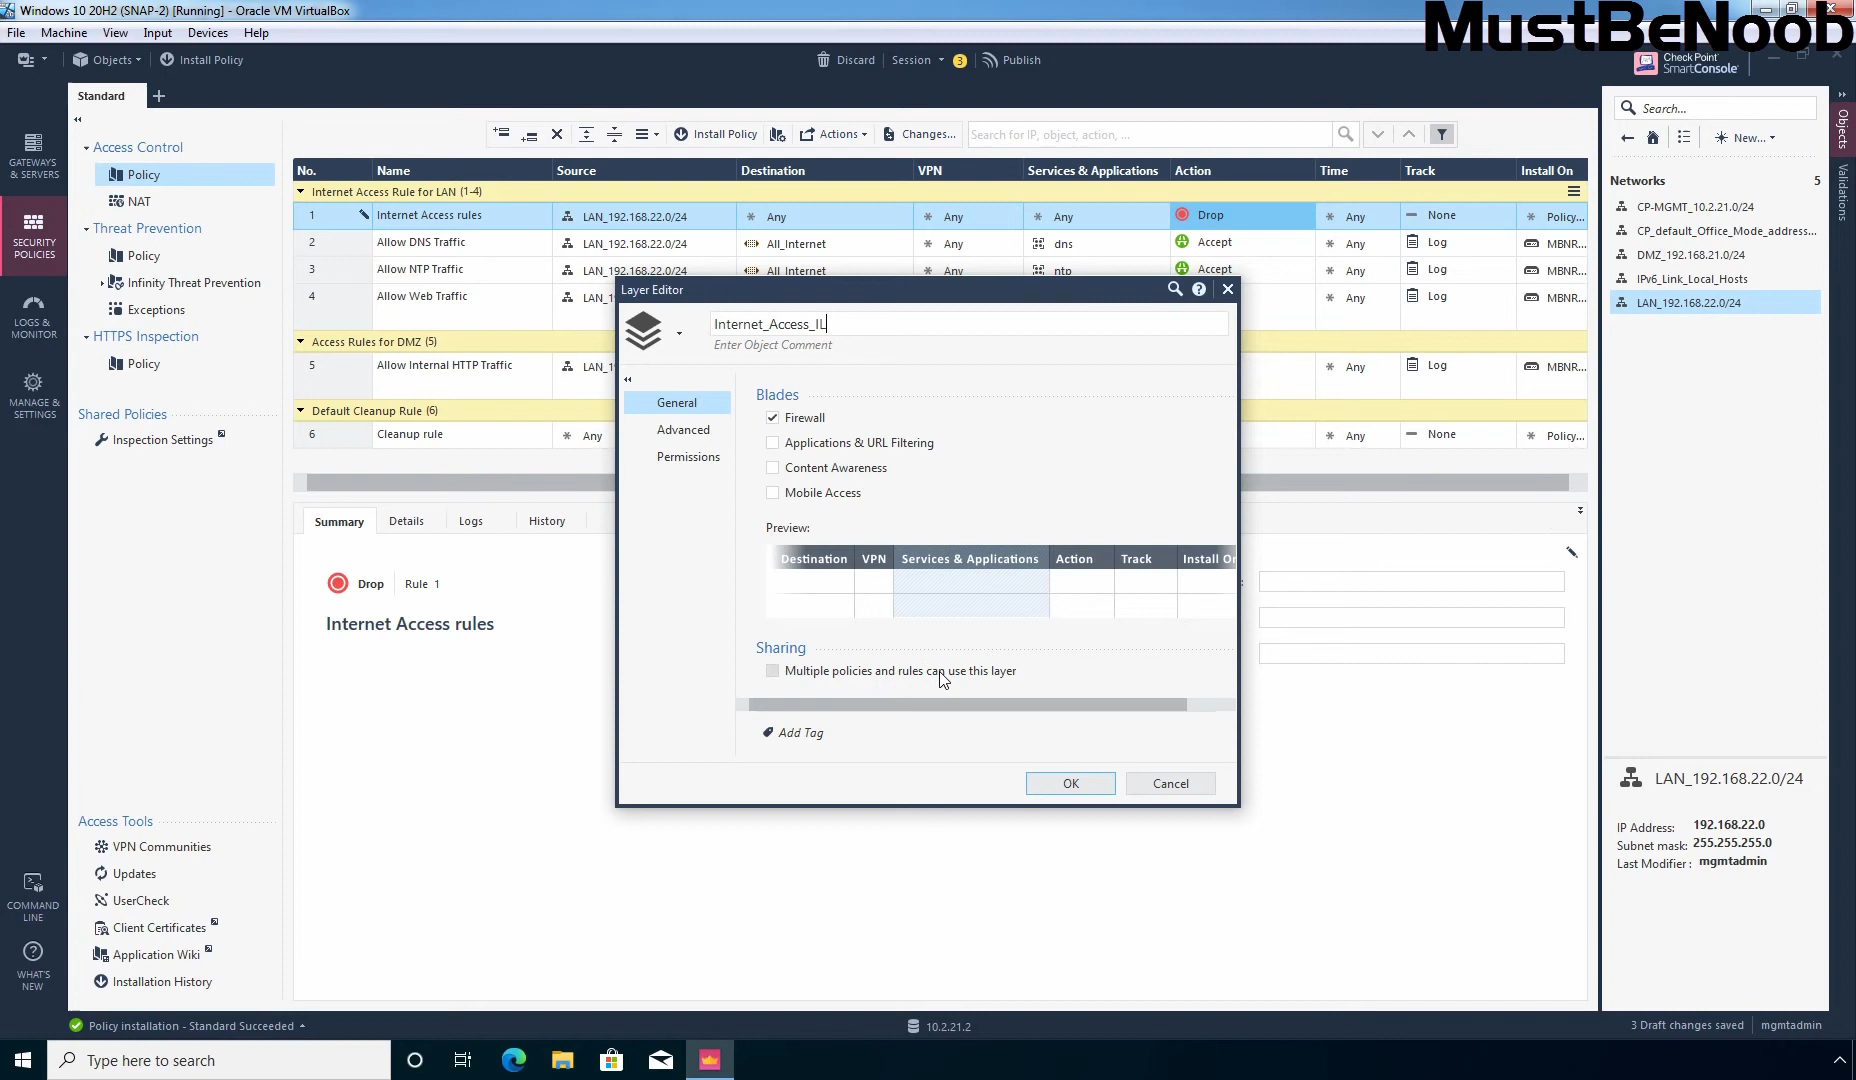 Windows 10 20H2 (SNAP-2) [Running] - Oracle VM VirtualBox
MustBeNoob
File Machine View Input Devices Help
Objects Install Policy Discard Session 3 Publish Check Point SmartConsole
Standard
GATEWAYS & SERVERS
SECURITY POLICIES
LOGS & MONITOR
MANAGE & SETTINGS
COMMAND LINE
WHAT'S NEW
Access Control
Policy
NAT
Threat Prevention
Policy
Infinity Threat Prevention
Exceptions
HTTPS Inspection
Policy
Shared Policies
Inspection Settings
Access Tools
VPN Communities
Updates
UserCheck
Client Certificates
Application Wiki
Installation History
Install Policy Actions Changes... Search for IP, object, action, ...
No. Name Source Destination VPN Services & Applications Action Time Track Install On
Internet Access Rule for LAN (1-4)
1 Internet Access rules LAN_192.168.22.0/24 Any Any Any Drop Any None Policy...
2 Allow DNS Traffic LAN_192.168.22.0/24 All_Internet Any dns Accept Any Log MBNR...
3 Allow NTP Traffic LAN_192.168.22.0/24 All_Internet Any ntp Accept Any Log MBNR...
4 Allow Web Traffic LAN_1 Any Log MBNR...
Access Rules for DMZ (5)
5 Allow Internal HTTP Traffic LAN_1 Any Log MBNR...
Default Cleanup Rule (6)
6 Cleanup rule Any Any None Policy...
Summary Details Logs History
Drop Rule 1
Internet Access rules
Layer Editor
Internet_Access_IL
Enter Object Comment
General
Advanced
Permissions
Blades
Firewall
Applications & URL Filtering
Content Awareness
Mobile Access
Preview:
Destination VPN Services & Applications Action Track Install On
Sharing
Multiple policies and rules can use this layer
Add Tag
OK Cancel
Search...
New...
Networks 5
CP-MGMT_10.2.21.0/24
CP_default_Office_Mode_address...
DMZ_192.168.21.0/24
IPv6_Link_Local_Hosts
LAN_192.168.22.0/24
Objects
Validations
LAN_192.168.22.0/24
IP Address: 192.168.22.0
Subnet mask: 255.255.255.0
Last Modifier : mgmtadmin
Policy installation - Standard Succeeded 10.2.21.2 3 Draft changes saved mgmtadmin
Type here to search